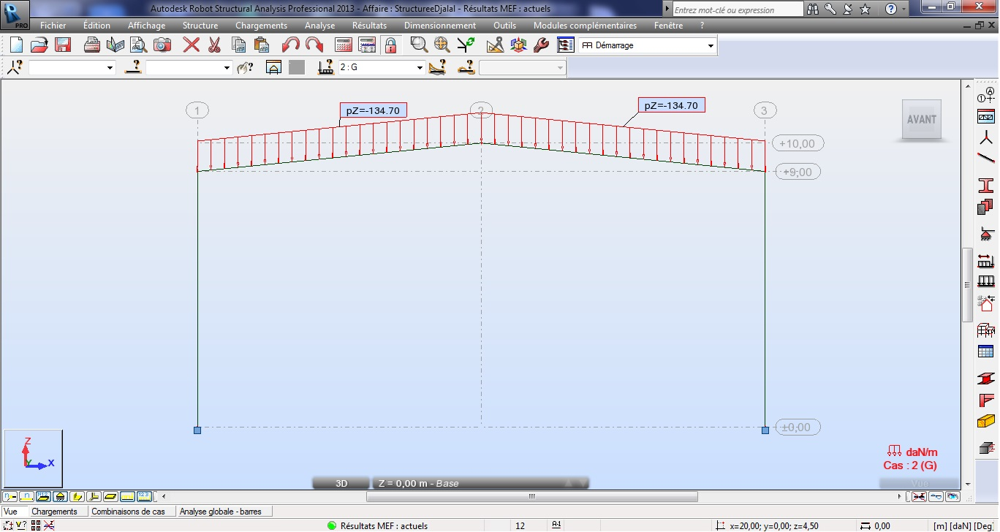 Autodesk Robot Structural Analysis Professional 2013 - Affaire : StructureeDjalal - Résultats MEF : actuels
Entrez mot-clé ou expression
PRO
Fichier Édition Affichage Structure Chargements Analyse Résultats Dimensionnement Outils Modules complémentaires Fenêtre ?
Démarrage
2 : G
1 2 3
pZ=-134.70
pZ=-134.70
AVANT
+10,00
+9,00
±0,00
daN/m
Cas : 2 (G)
Z
Y
X
3D
Z = 0,00 m - Base
Vue
Vue Chargements Combinaisons de cas Analyse globale - barres
Résultats MEF : actuels
12
x=20,00; y=0,00; z=4,50
0,00
[m] [daN] [Deg